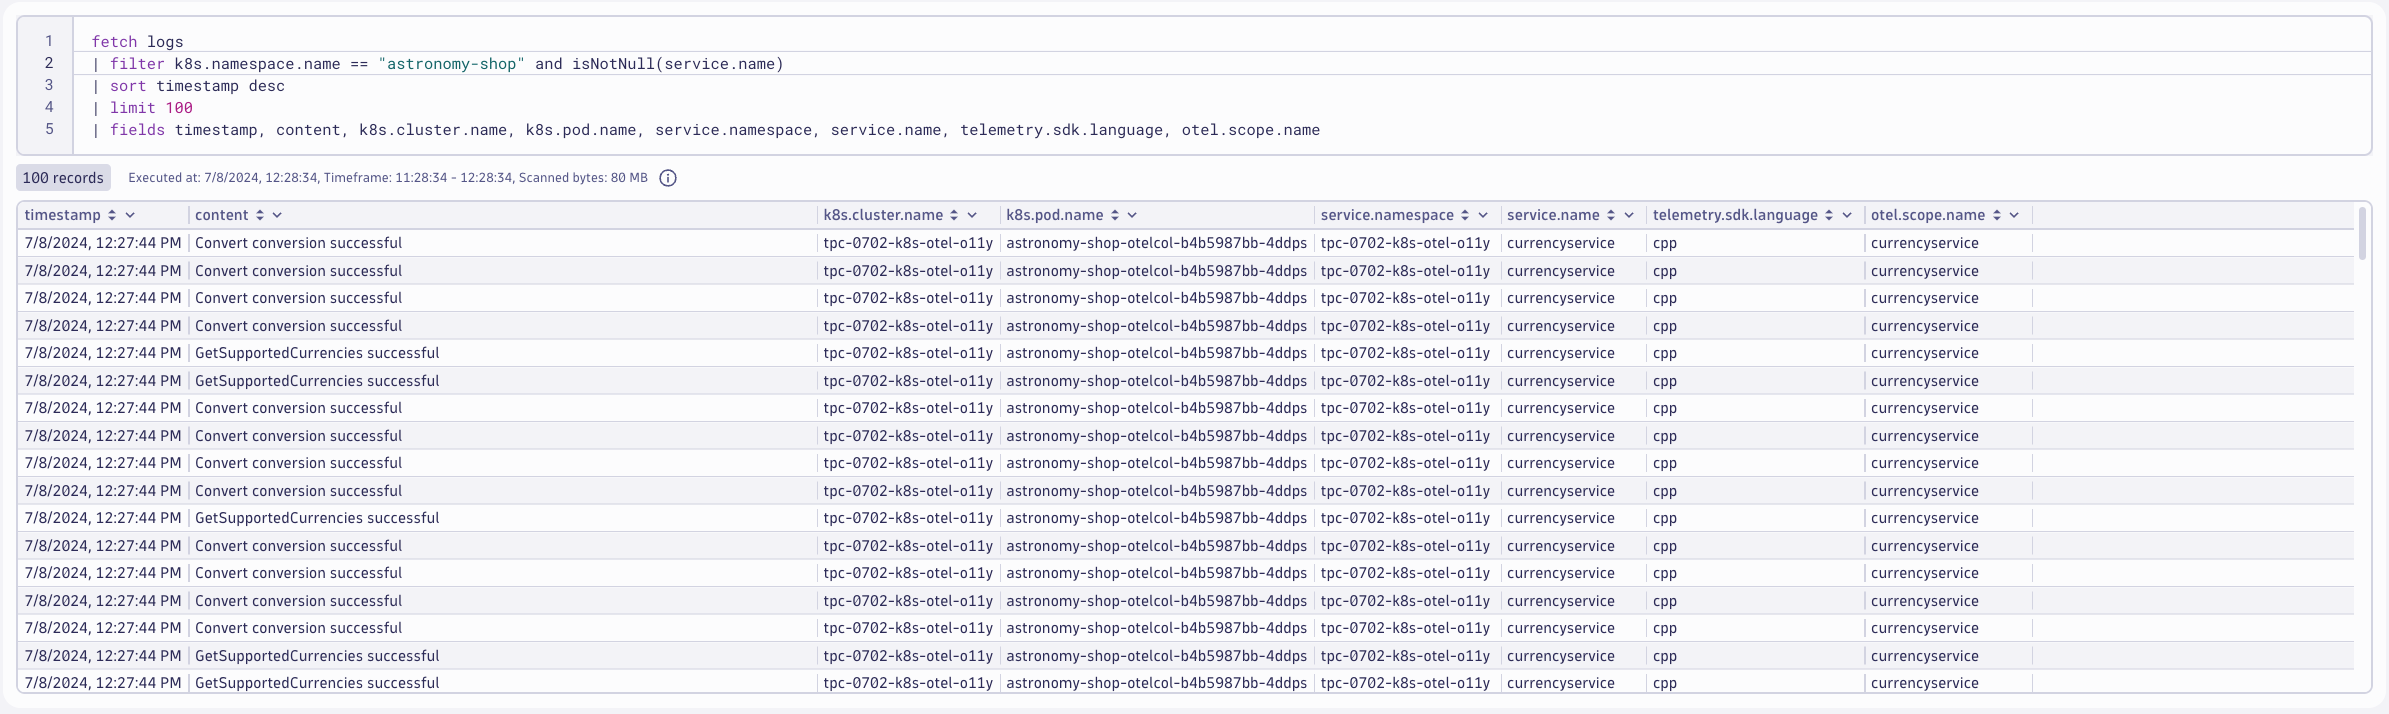 1 fetch logs
2 | filter k8s.namespace.name == "astronomy-shop" and isNotNull(service.name)
3 | sort timestamp desc
4 | limit 100
5 | fields timestamp, content, k8s.cluster.name, k8s.pod.name, service.namespace, service.name, telemetry.sdk.language, otel.scope.name
100 records Executed at: 7/8/2024, 12:28:34, Timeframe: 11:28:34 - 12:28:34, Scanned bytes: 80 MB
timestamp content k8s.cluster.name k8s.pod.name service.namespace service.name telemetry.sdk.language otel.scope.name
7/8/2024, 12:27:44 PM Convert conversion successful tpc-0702-k8s-otel-o11y astronomy-shop-otelcol-b4b5987bb-4ddps tpc-0702-k8s-otel-o11y currencyservice cpp currencyservice
7/8/2024, 12:27:44 PM Convert conversion successful tpc-0702-k8s-otel-o11y astronomy-shop-otelcol-b4b5987bb-4ddps tpc-0702-k8s-otel-o11y currencyservice cpp currencyservice
7/8/2024, 12:27:44 PM Convert conversion successful tpc-0702-k8s-otel-o11y astronomy-shop-otelcol-b4b5987bb-4ddps tpc-0702-k8s-otel-o11y currencyservice cpp currencyservice
7/8/2024, 12:27:44 PM Convert conversion successful tpc-0702-k8s-otel-o11y astronomy-shop-otelcol-b4b5987bb-4ddps tpc-0702-k8s-otel-o11y currencyservice cpp currencyservice
7/8/2024, 12:27:44 PM GetSupportedCurrencies successful tpc-0702-k8s-otel-o11y astronomy-shop-otelcol-b4b5987bb-4ddps tpc-0702-k8s-otel-o11y currencyservice cpp currencyservice
7/8/2024, 12:27:44 PM GetSupportedCurrencies successful tpc-0702-k8s-otel-o11y astronomy-shop-otelcol-b4b5987bb-4ddps tpc-0702-k8s-otel-o11y currencyservice cpp currencyservice
7/8/2024, 12:27:44 PM Convert conversion successful tpc-0702-k8s-otel-o11y astronomy-shop-otelcol-b4b5987bb-4ddps tpc-0702-k8s-otel-o11y currencyservice cpp currencyservice
7/8/2024, 12:27:44 PM Convert conversion successful tpc-0702-k8s-otel-o11y astronomy-shop-otelcol-b4b5987bb-4ddps tpc-0702-k8s-otel-o11y currencyservice cpp currencyservice
7/8/2024, 12:27:44 PM Convert conversion successful tpc-0702-k8s-otel-o11y astronomy-shop-otelcol-b4b5987bb-4ddps tpc-0702-k8s-otel-o11y currencyservice cpp currencyservice
7/8/2024, 12:27:44 PM Convert conversion successful tpc-0702-k8s-otel-o11y astronomy-shop-otelcol-b4b5987bb-4ddps tpc-0702-k8s-otel-o11y currencyservice cpp currencyservice
7/8/2024, 12:27:44 PM GetSupportedCurrencies successful tpc-0702-k8s-otel-o11y astronomy-shop-otelcol-b4b5987bb-4ddps tpc-0702-k8s-otel-o11y currencyservice cpp currencyservice
7/8/2024, 12:27:44 PM Convert conversion successful tpc-0702-k8s-otel-o11y astronomy-shop-otelcol-b4b5987bb-4ddps tpc-0702-k8s-otel-o11y currencyservice cpp currencyservice
7/8/2024, 12:27:44 PM Convert conversion successful tpc-0702-k8s-otel-o11y astronomy-shop-otelcol-b4b5987bb-4ddps tpc-0702-k8s-otel-o11y currencyservice cpp currencyservice
7/8/2024, 12:27:44 PM Convert conversion successful tpc-0702-k8s-otel-o11y astronomy-shop-otelcol-b4b5987bb-4ddps tpc-0702-k8s-otel-o11y currencyservice cpp currencyservice
7/8/2024, 12:27:44 PM Convert conversion successful tpc-0702-k8s-otel-o11y astronomy-shop-otelcol-b4b5987bb-4ddps tpc-0702-k8s-otel-o11y currencyservice cpp currencyservice
7/8/2024, 12:27:44 PM GetSupportedCurrencies successful tpc-0702-k8s-otel-o11y astronomy-shop-otelcol-b4b5987bb-4ddps tpc-0702-k8s-otel-o11y currencyservice cpp currencyservice
7/8/2024, 12:27:44 PM GetSupportedCurrencies successful tpc-0702-k8s-otel-o11y astronomy-shop-otelcol-b4b5987bb-4ddps tpc-0702-k8s-otel-o11y currencyservice cpp currencyservice